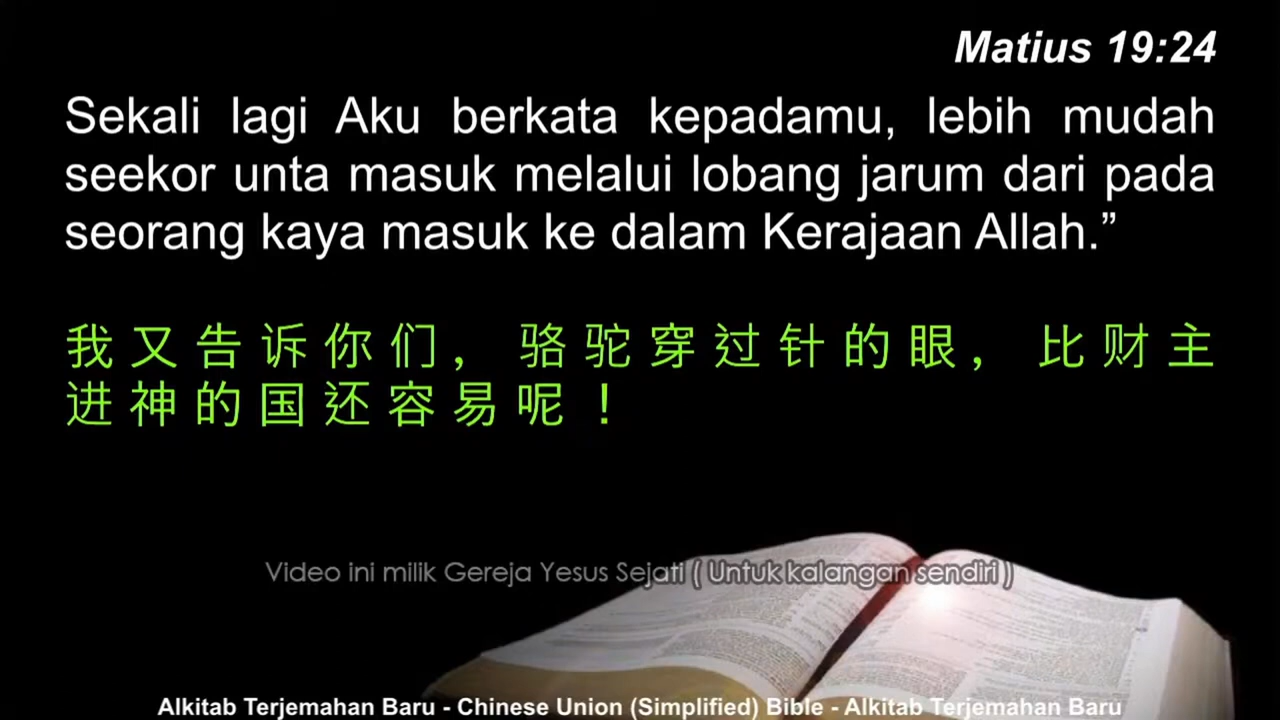 Matius 19:24
Sekali lagi Aku berkata kepadamu, lebih mudah
seekor unta masuk melalui lobang jarum dari pada
seorang kaya masuk ke dalam Kerajaan Allah.”
我又告诉你们，骆驼穿过针的眼，比财主
进神的国还容易呢！
Video ini milik Gereja Yesus Sejati ( Untuk kalangan sendiri )
Alkitab Terjemahan Baru - Chinese Union (Simplified) Bible - Alkitab Terjemahan Baru